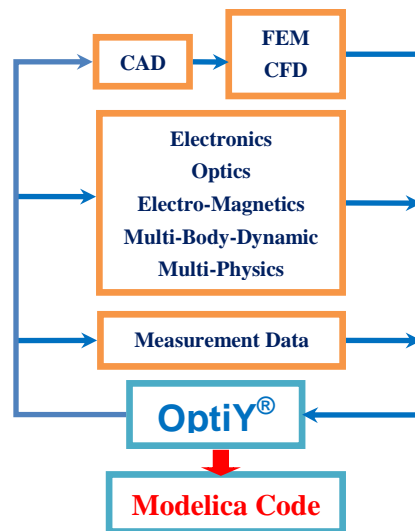 CAD
FEM
CFD
Electronics
Optics
Electro-Magnetics
Multi-Body-Dynamic
Multi-Physics
Measurement Data
OptiY®
Modelica Code